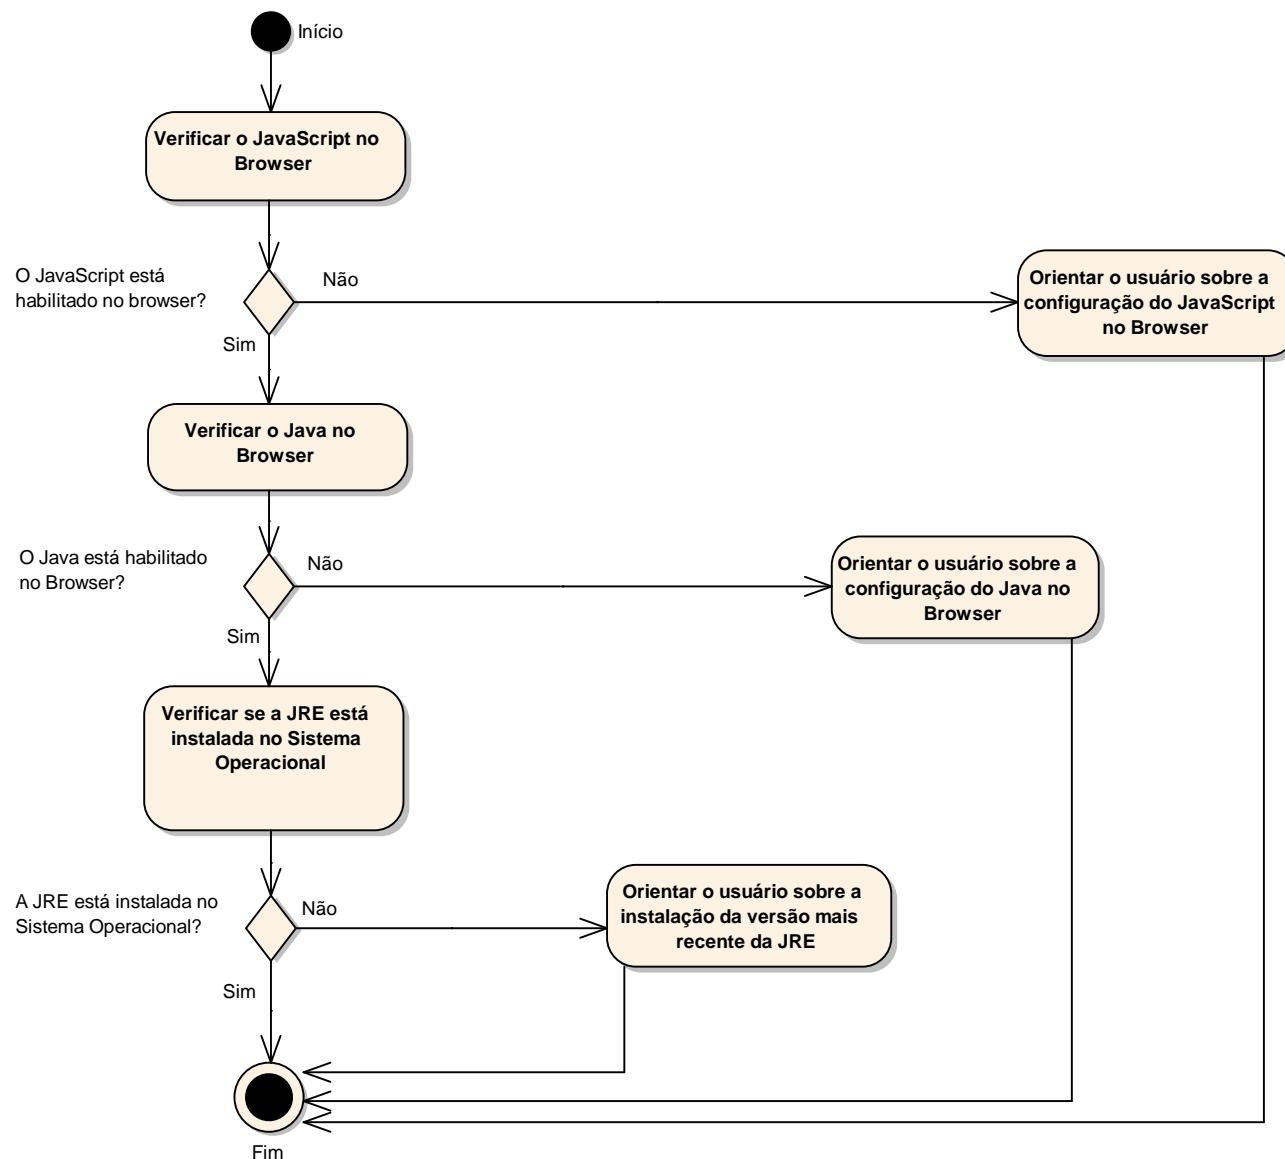 Início
Verificar o JavaScript no
Browser
O JavaScript está
habilitado no browser?
Não
Orientar o usuário sobre a
configuração do JavaScript
no Browser
Sim
Verificar o Java no
Browser
O Java está habilitado
no Browser?
Não
Orientar o usuário sobre a
configuração do Java no
Browser
Sim
Verificar se a JRE está
instalada no Sistema
Operacional
A JRE está instalada no
Sistema Operacional?
Não
Orientar o usuário sobre a
instalação da versão mais
recente da JRE
Sim
Fim